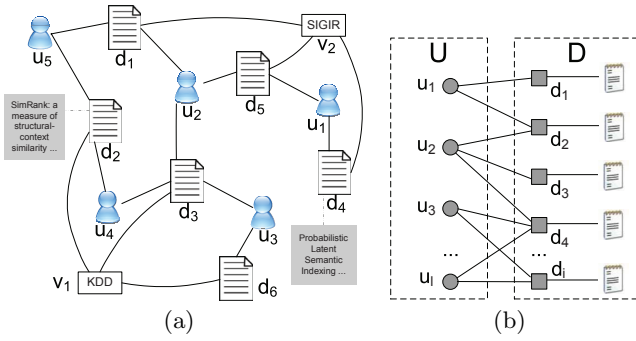 SIGIR
v2
u5
d1
u2
d5
u1
SimRank: a
measure of
structural-
context
similarity ...
d2
u4
d3
u3
d4
Probabilistic
Latent
Semantic
Indexing ...
v1
KDD
d6
(a)
U
D
u1
d1
u2
d2
d3
u3
d4
...
...
ul
di
(b)